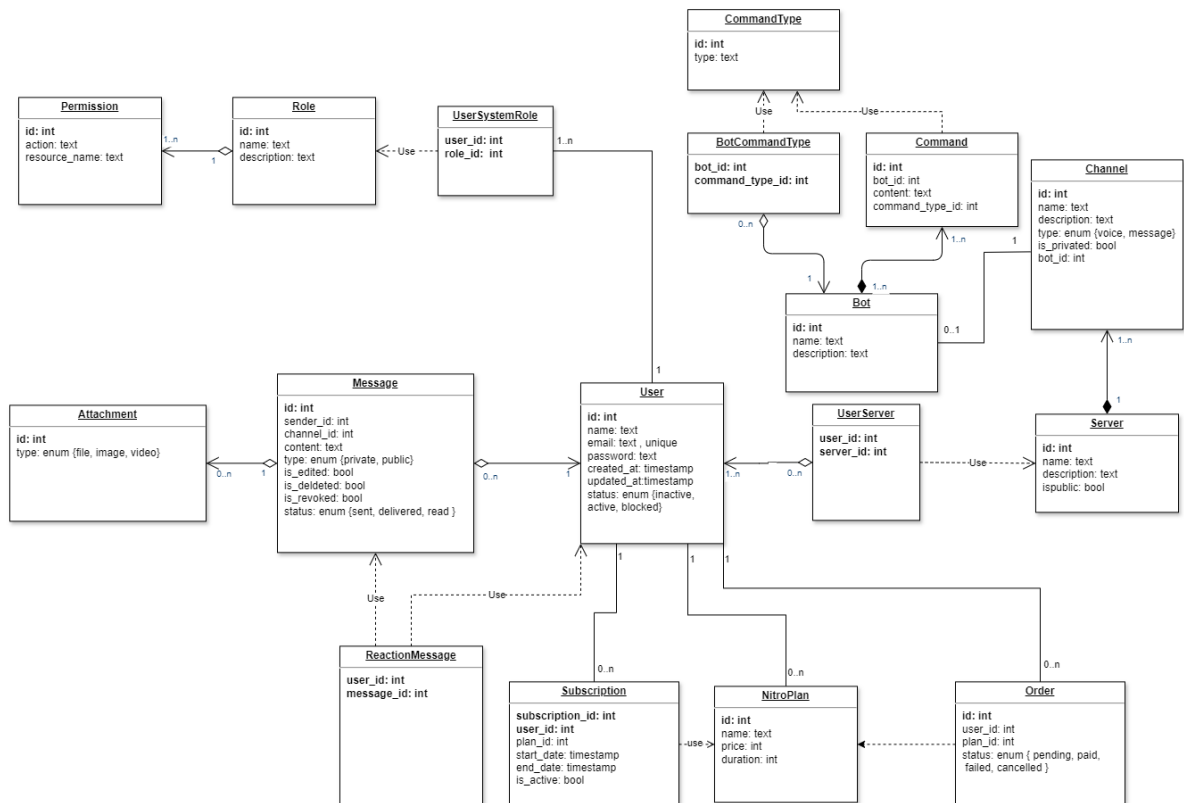 CommandType
id: int
type: text
Permission
id: int
action: text
resource_name: text
1..n
1
Role
id: int
name: text
description: text
Use
UserSystemRole
user_id: int
role_id:  int
1..n
Use
Use
BotCommandType
bot_id: int
command_type_id: int
0..n
Command
id: int
bot_id: int
content: text
command_type_id: int
1..n
Channel
id: int
name: text
description: text
type: enum {voice, message}
is_privated: bool
bot_id: int
1
1..n
1
1..n
Bot
id: int
name: text
description: text
0..1
1
Attachment
id: int
type: enum {file, image, video}
0..n
1
Message
id: int
sender_id: int
channel_id: int
content: text
type: enum {private, public}
is_edited: bool
is_deldeted: bool
is_revoked: bool
status: enum {sent, delivered, read }
0..n
1
User
id: int
name: text
email: text , unique
password: text
created_at: timestamp
updated_at:timestamp
status: enum {inactive,
active, blocked}
1..n
0..n
UserServer
user_id: int
server_id: int
Use
1
Server
id: int
name: text
description: text
ispublic: bool
1
1
1
Use
Use
ReactionMessage
user_id: int
message_id: int
0..n
Subscription
subscription_id: int
user_id: int
plan_id: int
start_date: timestamp
end_date: timestamp
is_active: bool
use
0..n
NitroPlan
id: int
name: text
price: int
duration: int
0..n
Order
id: int
user_id: int
plan_id: int
status: enum { pending, paid,
failed, cancelled }